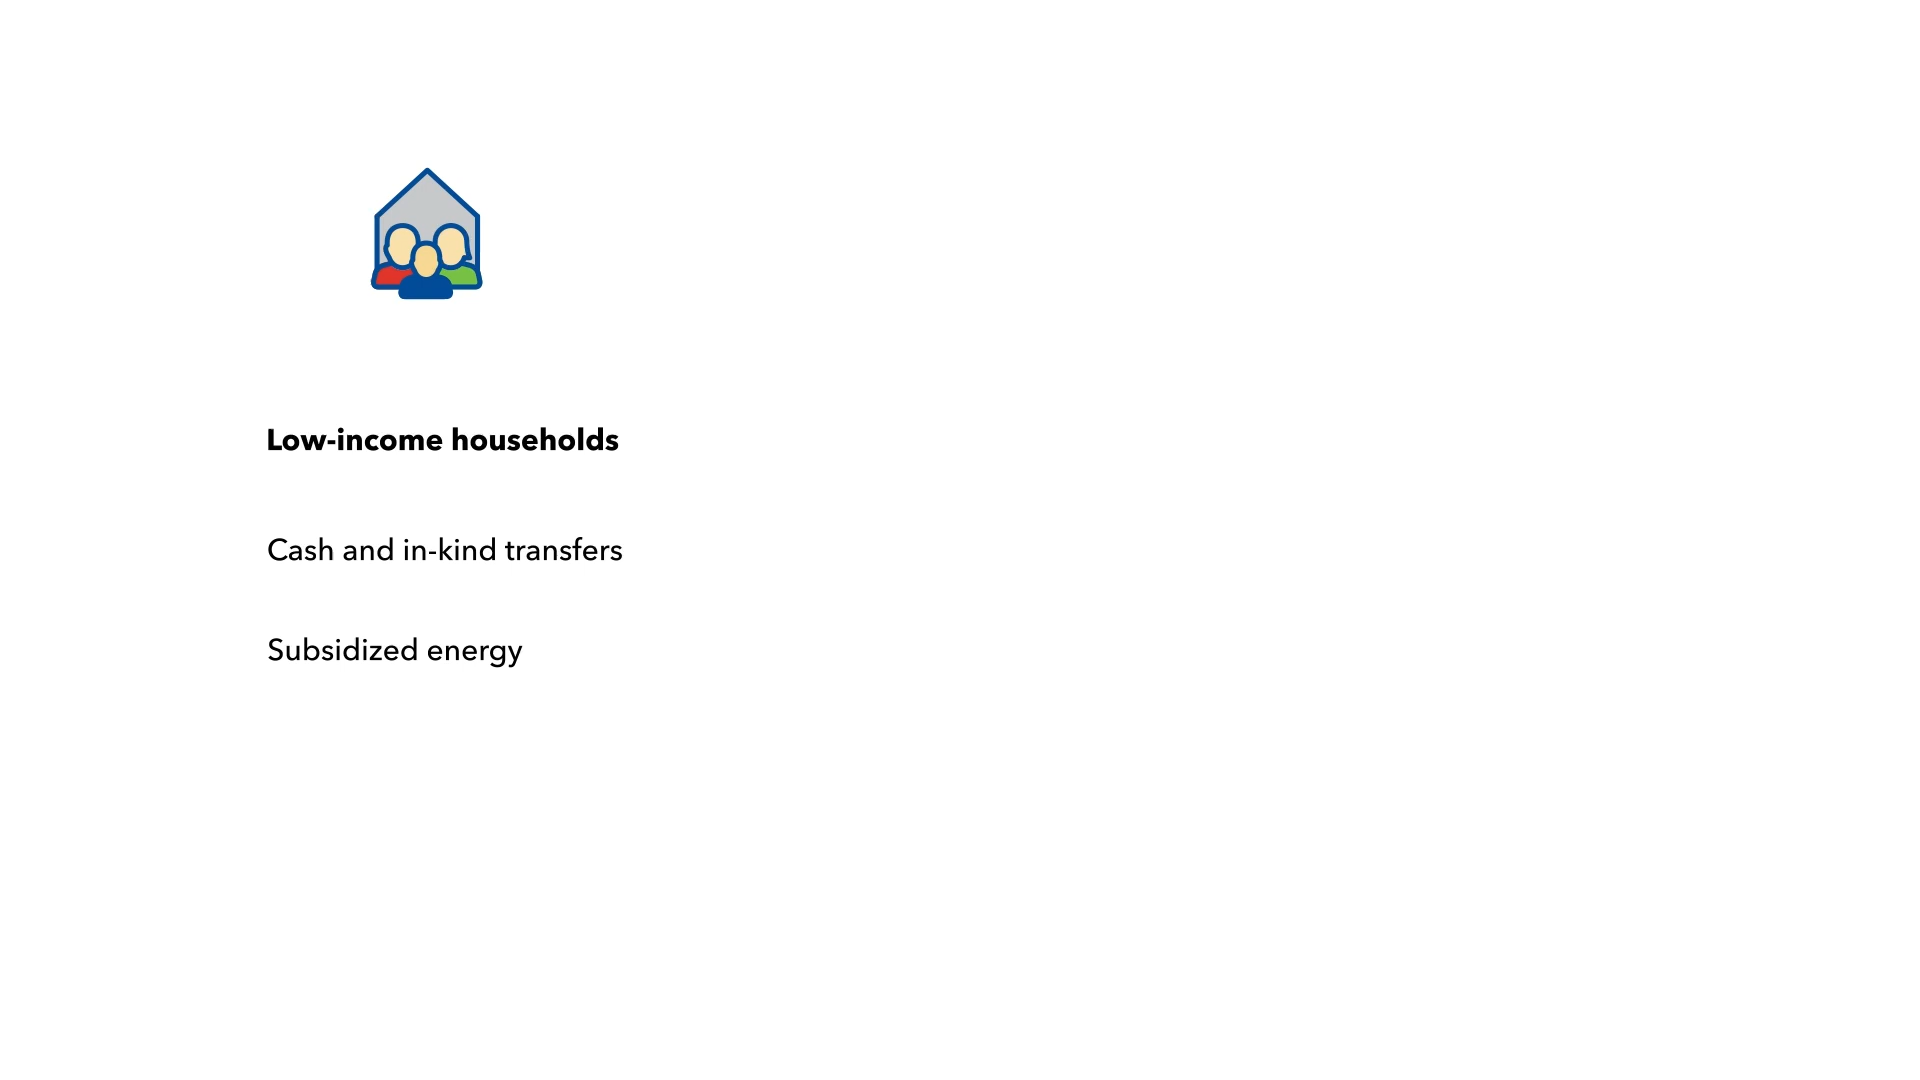 Low-income households
Cash and in-kind transfers
Subsidized energy